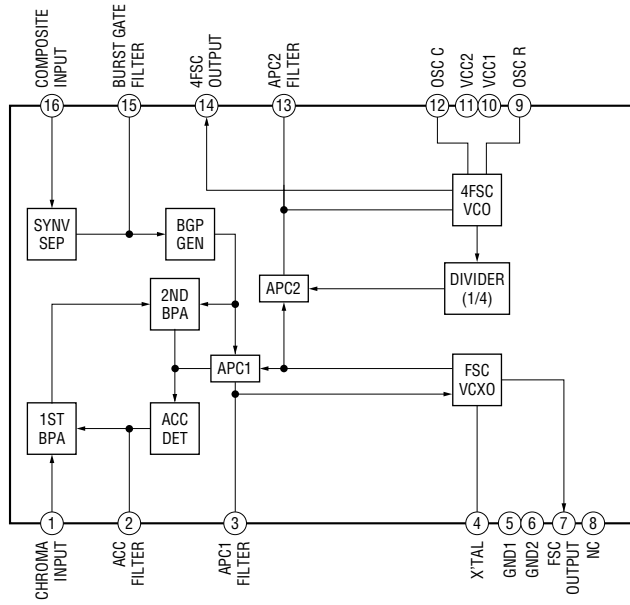 COMPOSITE
INPUT
BURST GATE
FILTER
4FSC
OUTPUT
APC2
FILTER
OSC C
VCC2
VCC1
OSC R
16
15
14
13
12
11
10
9
SYNV
SEP
BGP
GEN
4FSC
VCO
2ND
BPA
APC2
DIVIDER
(1/4)
APC1
FSC
VCXO
1ST
BPA
ACC
DET
1
2
3
4
5
6
7
8
CHROMA
INPUT
ACC
FILTER
APC1
FILTER
X'TAL
GND1
GND2
FSC
OUTPUT
NC